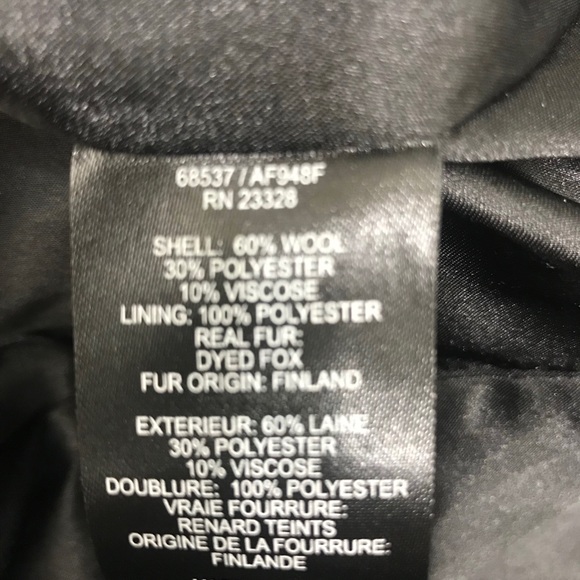 68537 / AF948F
RN 23328
SHELL: 60% WOOL
30% POLYESTER
10% VISCOSE
LINING: 100% POLYESTER
REAL FUR:
DYED FOX
FUR ORIGIN: FINLAND
EXTERIEUR: 60% LAINE
30% POLYESTER
10% VISCOSE
DOUBLURE: 100% POLYESTER
VRAIE FOURRURE:
RENARD TEINTS
ORIGINE DE LA FOURRURE:
FINLANDE